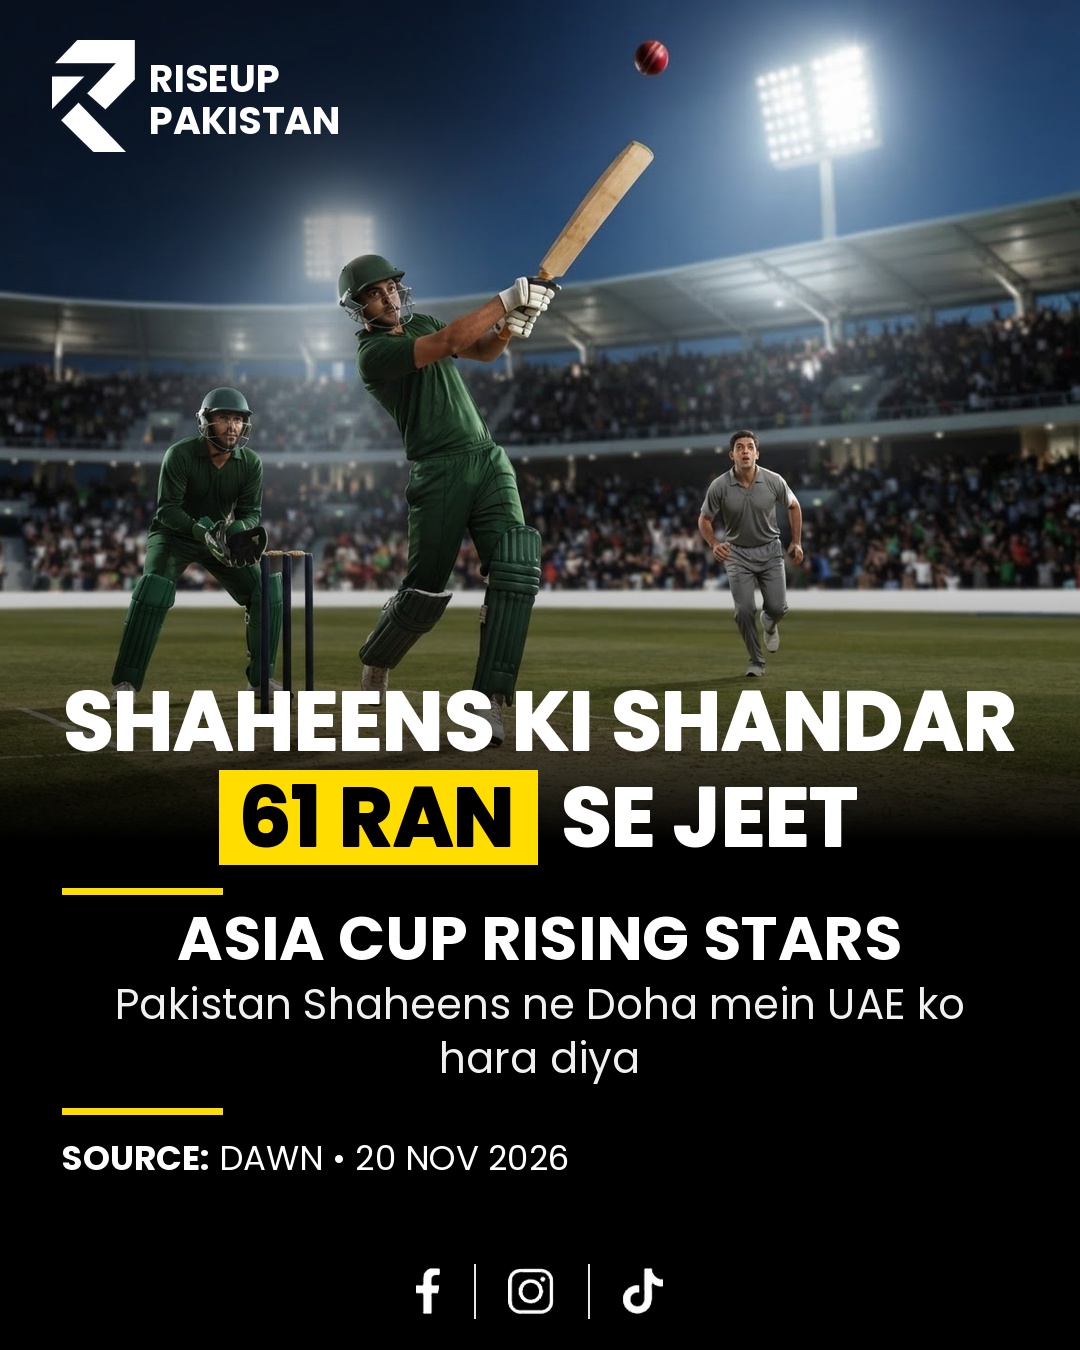 RISEUP
PAKISTAN
SHAHEENS KI SHANDAR
61 RAN SE JEET
ASIA CUP RISING STARS
Pakistan Shaheens ne Doha mein UAE ko
hara diya
SOURCE: DAWN • 20 NOV 2026